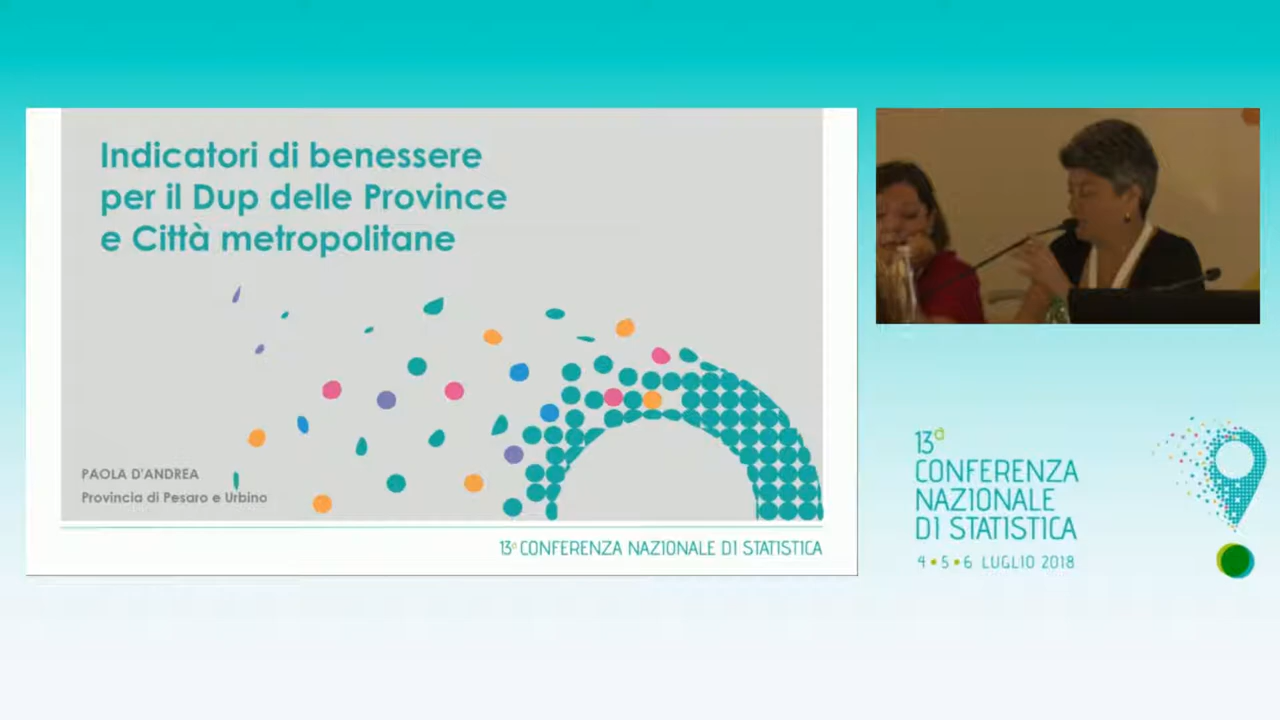 Indicatori di benessere
per il Dup delle Province
e Città metropolitane
PAOLA D'ANDREA
Provincia di Pesaro e Urbino
13ª CONFERENZA NAZIONALE DI STATISTICA
13ª
CONFERENZA
NAZIONALE
DI STATISTICA
4•5•6 LUGLIO 2018